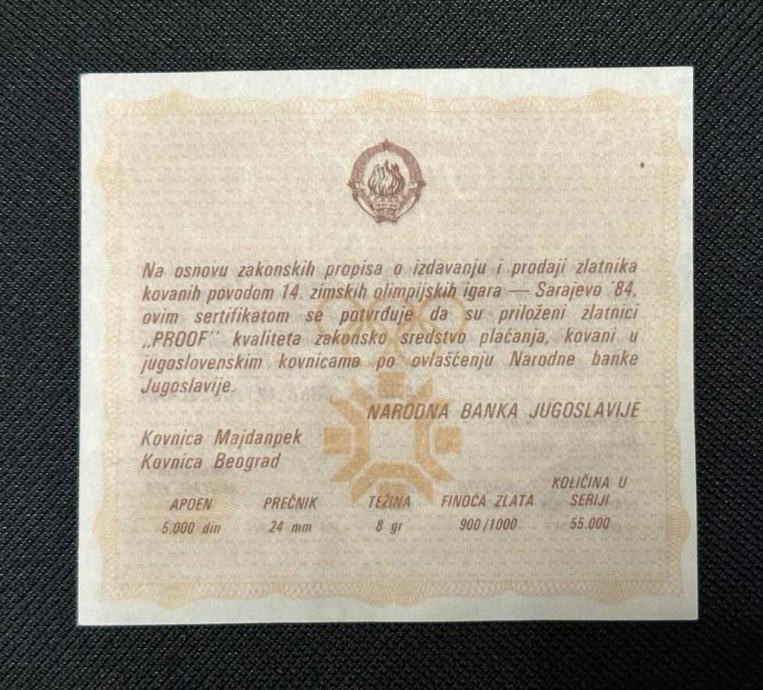 Na osnovu zakonskih propisa o izdavanju i prodaji zlatnika
kovanih povodom 14. zimskih olimpijskih igara — Sarajevo '84,
ovim sertifikatom se potvrđuje da su priloženi zlatnici
„PROOF'' kvaliteta zakonsko sredstvo plaćanja, kovani u
jugoslovenskim kovnicama po ovlašćenju Narodne banke
Jugoslavije.
NARODNA BANKA JUGOSLAVIJE
Kovnica Majdanpek
Kovnica Beograd
APOEN PREČNIK TEŽINA FINOĆA ZLATA KOLIČINA U
SERIJI
5.000 din 24 mm 8 gr 900/1000 55.000